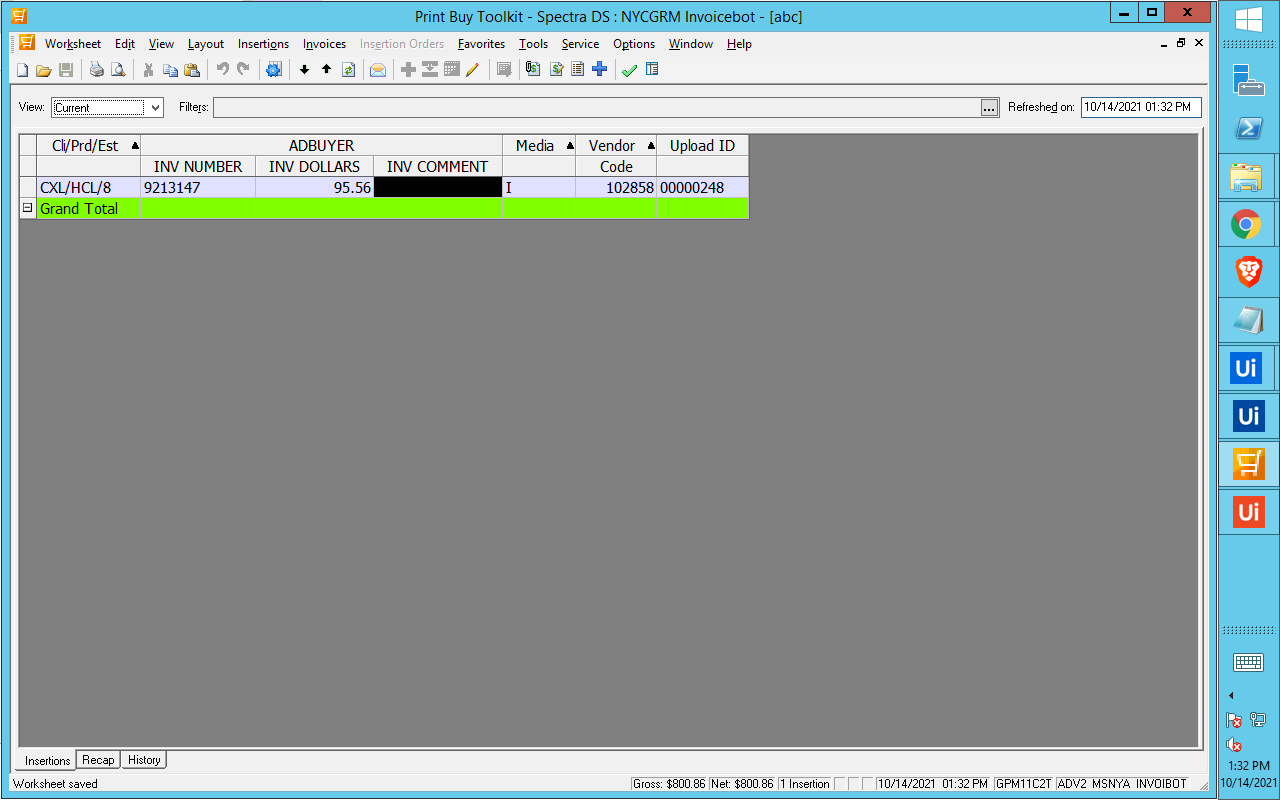 Print Buy Toolkit - Spectra DS : NYCGRM Invoicebot - [abc]
Worksheet Edit View Layout Insertions Invoices Insertion Orders Favorites Tools Service Options Window Help
View: Current Filters: ... Refreshed on: 10/14/2021 01:32 PM
Cli/Prd/Est ADBUYER Media Vendor Upload ID
INV NUMBER INV DOLLARS INV COMMENT Code
CXL/HCL/8 9213147 95.56 I 102858 00000248
Grand Total
Ui
Ui
Ui
Insertions Recap History
Worksheet saved Gross: $800.86 Net: $800.86 1 Insertion 10/14/2021 01:32 PM GPM11C2T ADV2 MSNYA INVOIBOT
1:32 PM
10/14/2021